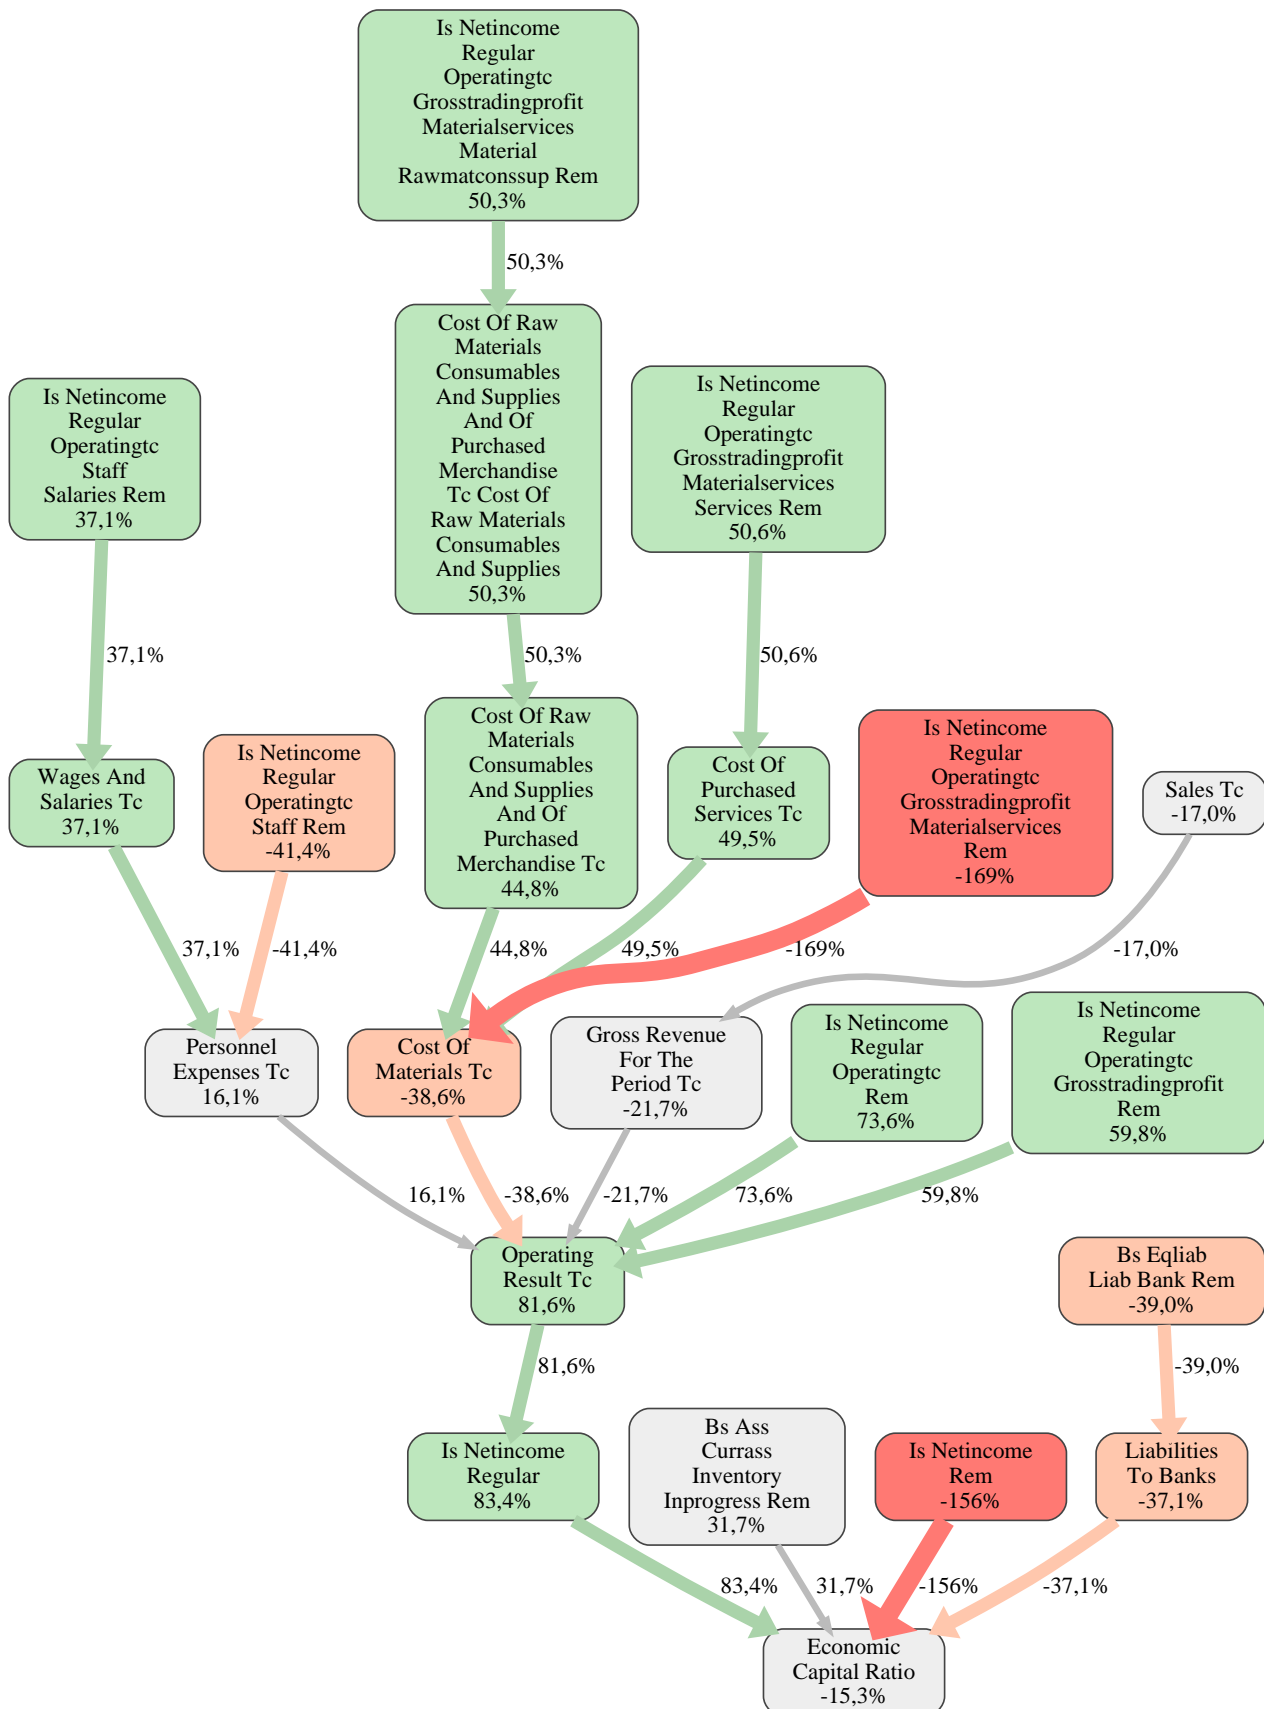 Is Netincome
Regular
Operatingtc
Grosstradingprofit
Materialservices
Material
Rawmatconssup Rem
50,3%
50,3%
Cost Of Raw
Materials
Consumables
And Supplies
And Of
Purchased
Merchandise
Tc Cost Of
Raw Materials
Consumables
And Supplies
50,3%
Is Netincome
Regular
Operatingtc
Staff
Salaries Rem
37,1%
Is Netincome
Regular
Operatingtc
Grosstradingprofit
Materialservices
Services Rem
50,6%
37,1%
50,3%
50,6%
Wages And
Salaries Tc
37,1%
Is Netincome
Regular
Operatingtc
Staff Rem
-41,4%
Cost Of Raw
Materials
Consumables
And Supplies
And Of
Purchased
Merchandise Tc
44,8%
Cost Of
Purchased
Services Tc
49,5%
Is Netincome
Regular
Operatingtc
Grosstradingprofit
Materialservices
Rem
-169%
Sales Tc
-17,0%
37,1%
-41,4%
44,8%
49,5%
-169%
-17,0%
Personnel
Expenses Tc
16,1%
Cost Of
Materials Tc
-38,6%
Gross Revenue
For The
Period Tc
-21,7%
Is Netincome
Regular
Operatingtc
Rem
73,6%
Is Netincome
Regular
Operatingtc
Grosstradingprofit
Rem
59,8%
16,1%
-38,6%
-21,7%
73,6%
59,8%
Operating
Result Tc
81,6%
Bs Eqliab
Liab Bank Rem
-39,0%
81,6%
-39,0%
Is Netincome
Regular
83,4%
Bs Ass
Currass
Inventory
Inprogress Rem
31,7%
Is Netincome
Rem
-156%
Liabilities
To Banks
-37,1%
83,4%
31,7%
-156%
-37,1%
Economic
Capital Ratio
-15,3%